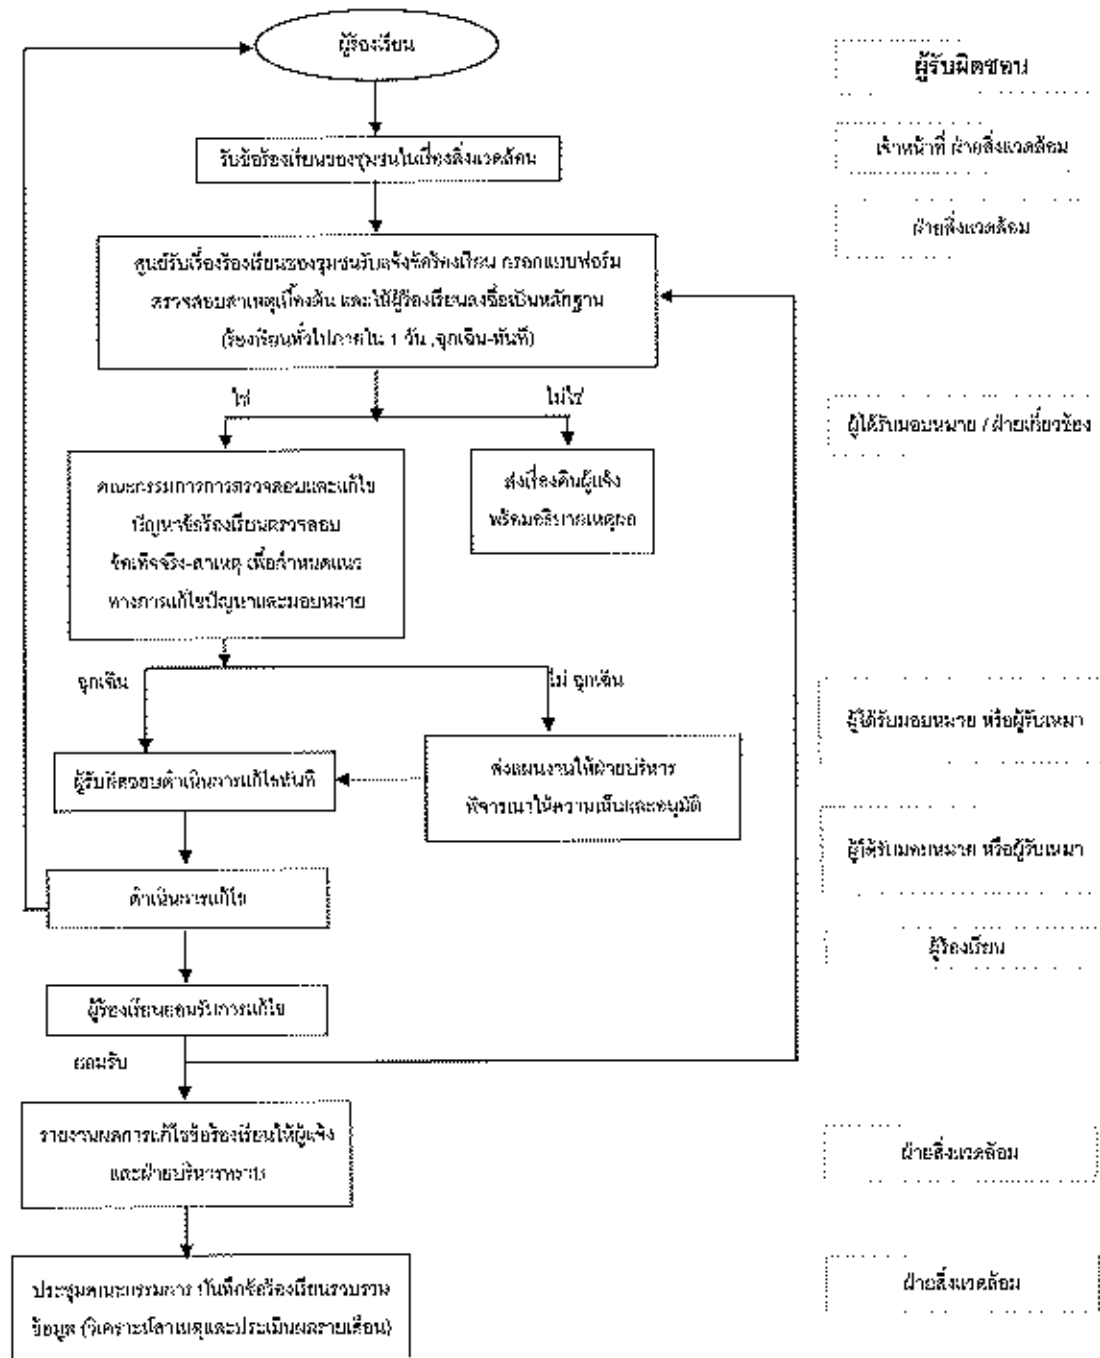 ผู้ร้องเรียน
ผู้รับผิดชอบ
รับข้อร้องเรียนของชุมชนในเรื่องสิ่งแวดล้อม
เจ้าหน้าที่ ฝ่ายสิ่งแวดล้อม
ฝ่ายสิ่งแวดล้อม
ศูนย์รับเรื่องร้องเรียนของชุมชนรับแจ้งข้อร้องเรียน กรอกแบบฟอร์ม
ตรวจสอบสาเหตุเบื้องต้น และให้ผู้ร้องเรียนลงชื่อเป็นหลักฐาน
(ร้องเรียนทั่วไปภายใน 1 วัน ,ฉุกเฉิน-ทันที)
ใช่
ไม่ใช่
ผู้ได้รับมอบหมาย / ฝ่ายเกี่ยวข้อง
คณะกรรมการการตรวจสอบและแก้ไข
ปัญหาข้อร้องเรียนตรวจสอบ
ข้อเท็จจริง-สาเหตุ เพื่อกำหนดแนว
ทางการแก้ไขปัญหาและมอบหมาย
ส่งเรื่องคืนผู้แจ้ง
พร้อมอธิบายเหตุผล
ฉุกเฉิน
ไม่ ฉุกเฉิน
ผู้ได้รับมอบหมาย หรือผู้รับเหมา
ผู้รับผิดชอบดำเนินการแก้ไขทันที
ส่งแผนงานให้ฝ่ายบริหาร
พิจารณาให้ความเห็นและอนุมัติ
ผู้ได้รับมอบหมาย หรือผู้รับเหมา
ดำเนินการแก้ไข
ผู้ร้องเรียน
ผู้ร้องเรียนยอมรับการแก้ไข
ยอมรับ
รายงานผลการแก้ไขข้อร้องเรียนให้ผู้แจ้ง
และฝ่ายบริหารทราบ
ฝ่ายสิ่งแวดล้อม
ประชุมคณะกรรมการ บันทึกข้อร้องเรียนรวบรวม
ข้อมูล (วิเคราะห์สาเหตุและประเมินผลรายเดือน)
ฝ่ายสิ่งแวดล้อม